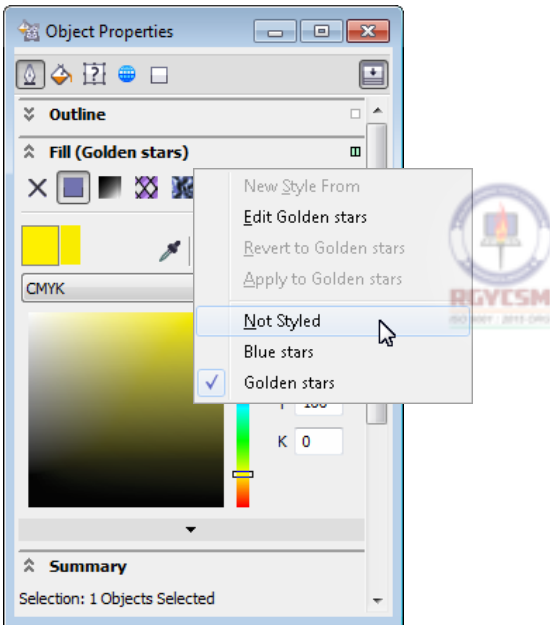 Object Properties
Outline
Fill (Golden stars)
New Style From
Edit Golden stars
Revert to Golden stars
Apply to Golden stars
CMYK
Not Styled
Blue stars
Golden stars
100
K 0
Summary
Selection: 1 Objects Selected
RGYCSM